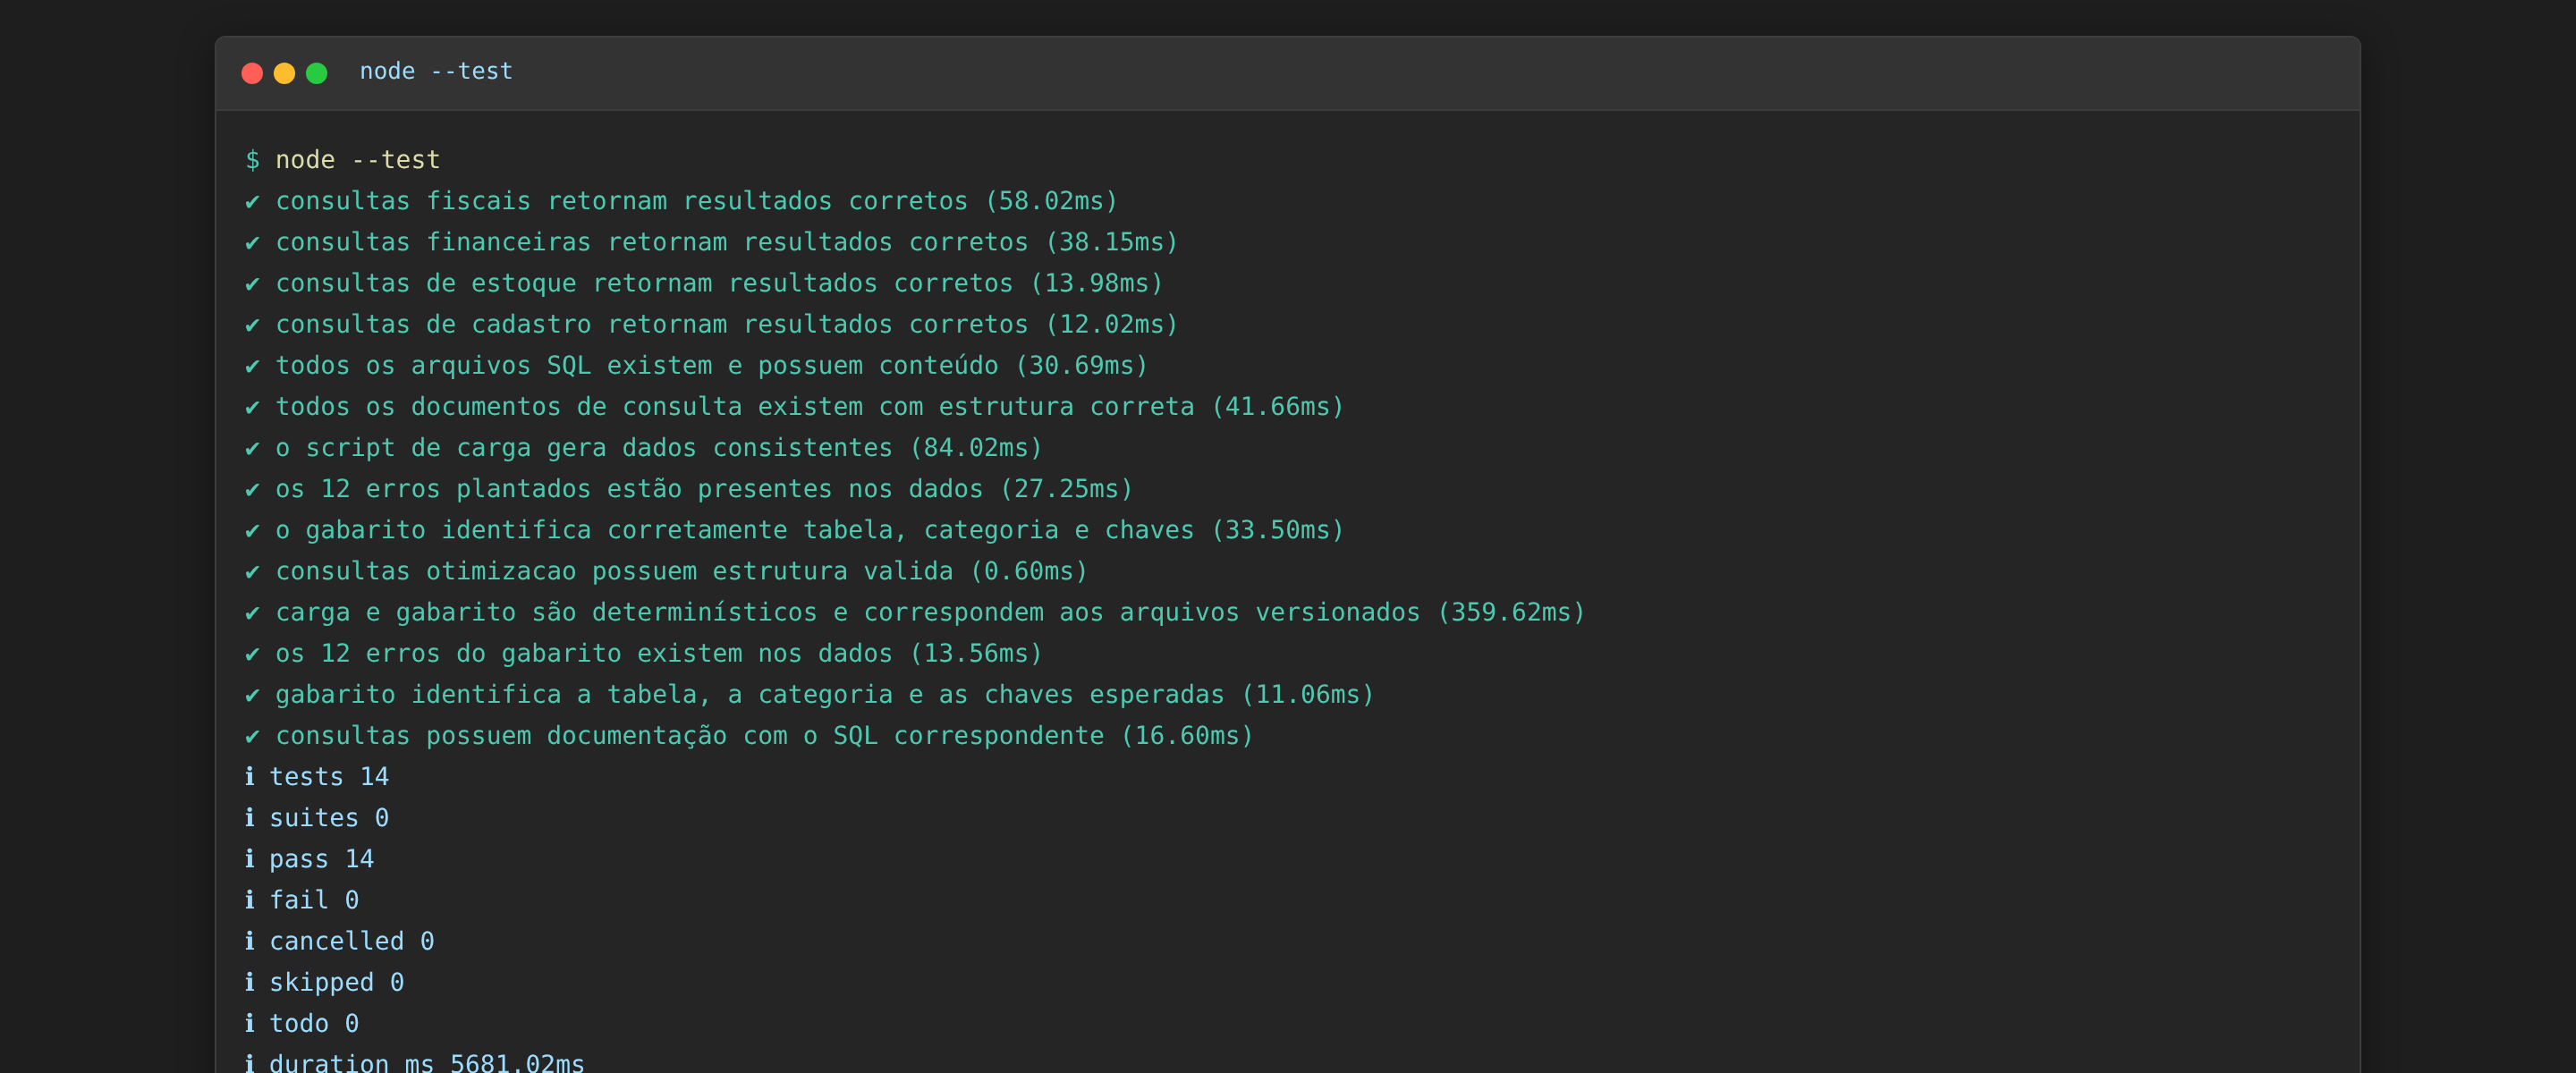 node --test
$ node --test
✔ consultas fiscais retornam resultados corretos (58.02ms)
✔ consultas financeiras retornam resultados corretos (38.15ms)
✔ consultas de estoque retornam resultados corretos (13.98ms)
✔ consultas de cadastro retornam resultados corretos (12.02ms)
✔ todos os arquivos SQL existem e possuem conteúdo (30.69ms)
✔ todos os documentos de consulta existem com estrutura correta (41.66ms)
✔ o script de carga gera dados consistentes (84.02ms)
✔ os 12 erros plantados estão presentes nos dados (27.25ms)
✔ o gabarito identifica corretamente tabela, categoria e chaves (33.50ms)
✔ consultas otimizacao possuem estrutura valida (0.60ms)
✔ carga e gabarito são determinísticos e correspondem aos arquivos versionados (359.62ms)
✔ os 12 erros do gabarito existem nos dados (13.56ms)
✔ gabarito identifica a tabela, a categoria e as chaves esperadas (11.06ms)
✔ consultas possuem documentação com o SQL correspondente (16.60ms)
ℹ tests 14
ℹ suites 0
ℹ pass 14
ℹ fail 0
ℹ cancelled 0
ℹ skipped 0
ℹ todo 0
ℹ duration_ms 5681.02ms